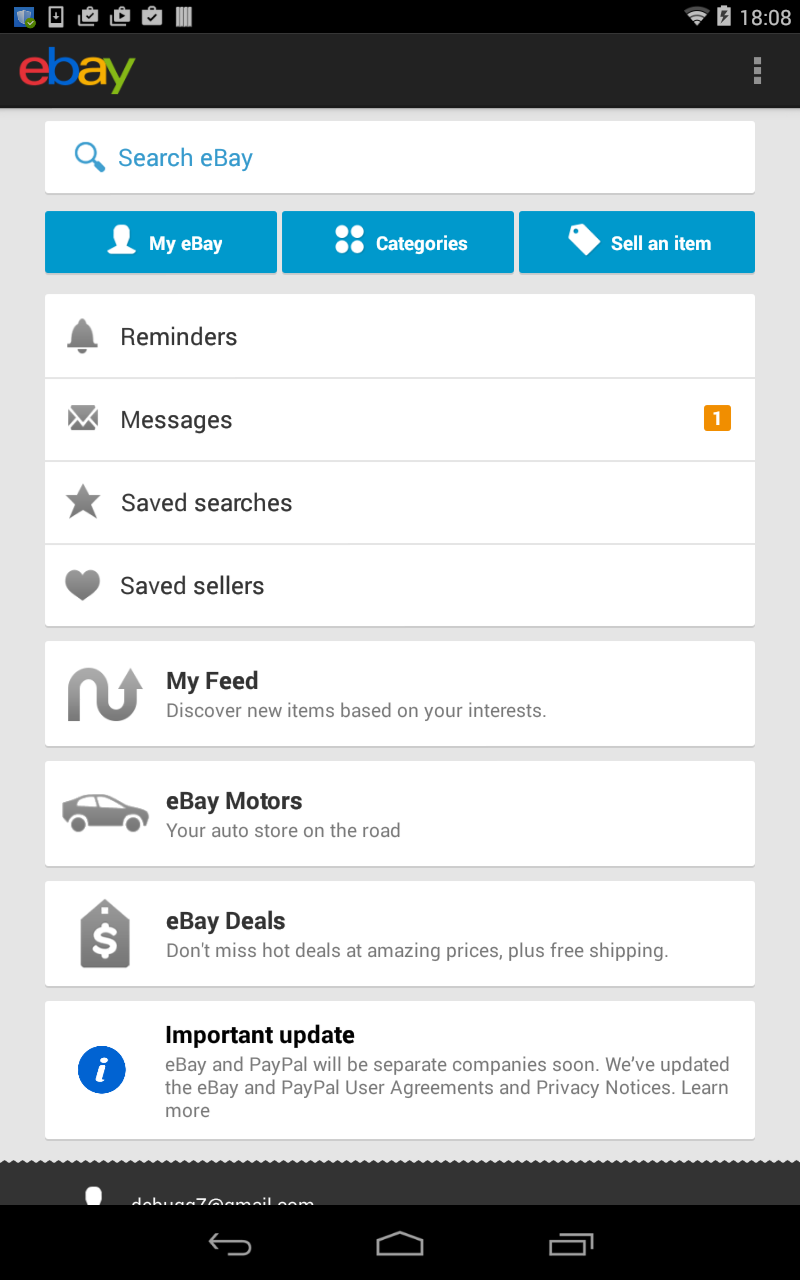 18:08
ebay
Search eBay
My eBay
Categories
Sell an item
Reminders
Messages
1
Saved searches
Saved sellers
My Feed
Discover new items based on your interests.
eBay Motors
Your auto store on the road
$
eBay Deals
Don't miss hot deals at amazing prices, plus free shipping.
i
Important update
eBay and PayPal will be separate companies soon. We’ve updated
the eBay and PayPal User Agreements and Privacy Notices. Learn
more